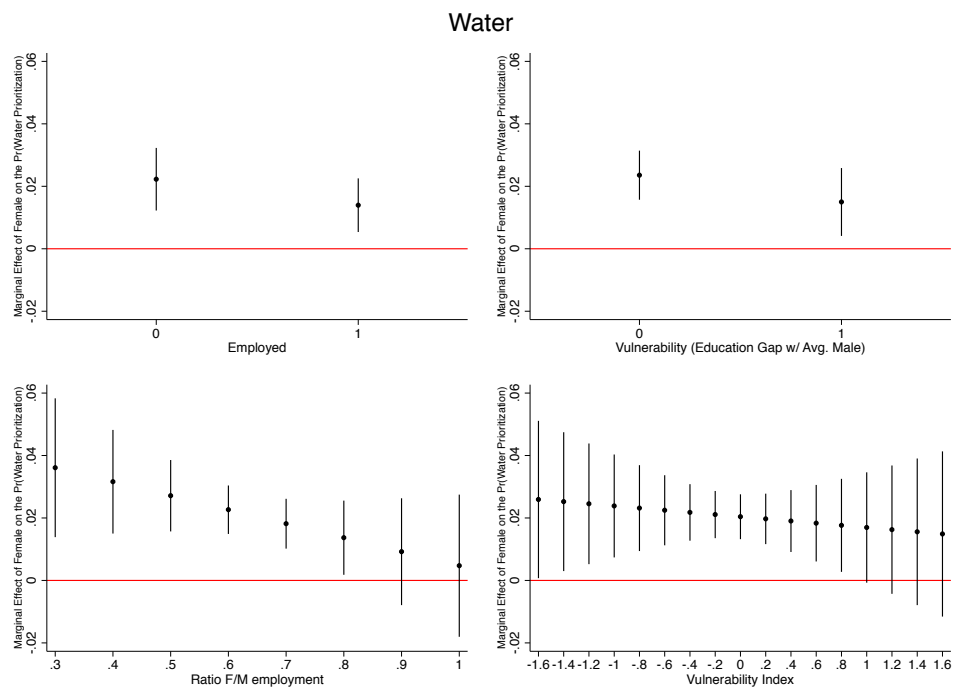 Water
Marginal Effect of Female on the Pr(Water Prioritization)
.06
.04
.02
0
-.02
0 1
Employed
Marginal Effect of Female on the Pr(Water Prioritization)
.06
.04
.02
0
-.02
0 1
Vulnerability (Education Gap w/ Avg. Male)
Marginal Effect of Female on the Pr(Water Prioritization)
.06
.04
.02
0
-.02
.3 .4 .5 .6 .7 .8 .9 1
Ratio F/M employment
Marginal Effect of Female on the Pr(Water Prioritization)
.06
.04
.02
0
-.02
-1.6 -1.4 -1.2 -1 -.8 -.6 -.4 -.2 0 .2 .4 .6 .8 1 1.2 1.4 1.6
Vulnerability Index